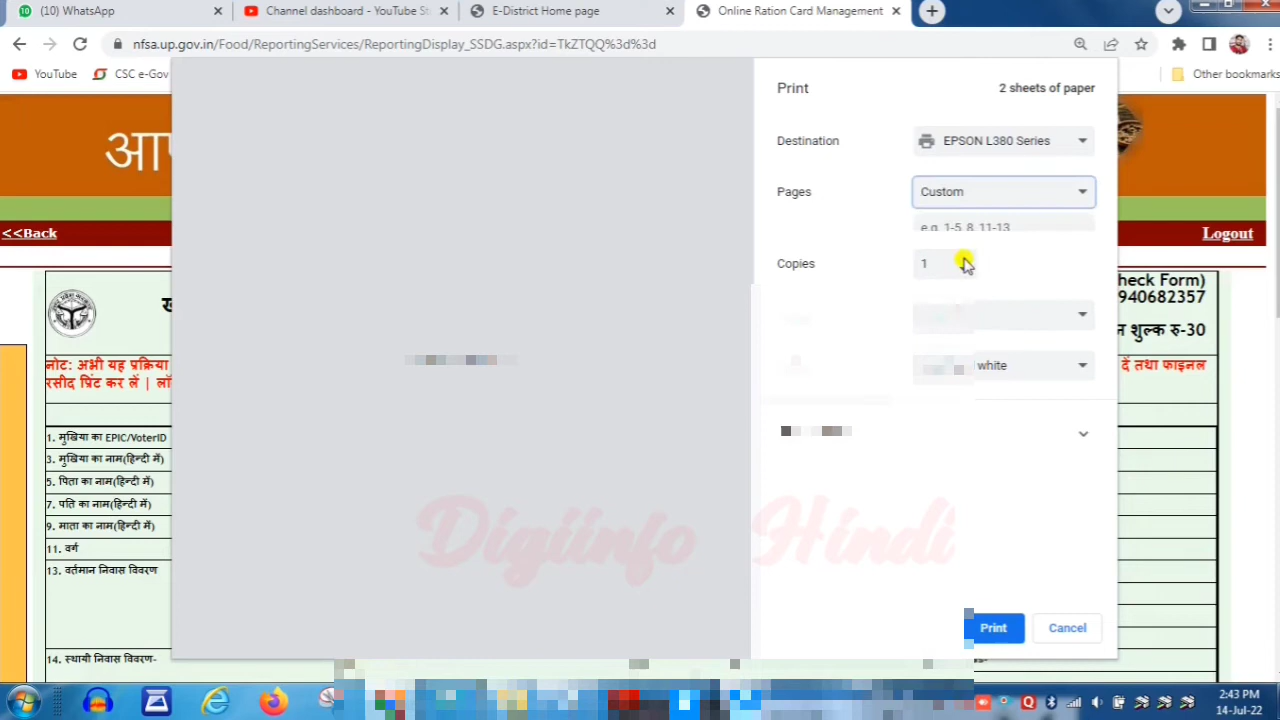 (10) WhatsApp
Channel dashboard - YouTube St
E-District Home page
Online Ration Card Management
nfsa.up.gov.in/Food/ReportingServices/ReportingDisplay_SSDG.aspx?id=TkZTQQ%3d%3d
YouTube
CSC e-Gov
Other bookmarks
Print
2 sheets of paper
Destination
EPSON L380 Series
Pages
Custom
e.g. 1-5, 8, 11-13
Copies
1
white
Print
Cancel
<<Back
Logout
heck Form)
940682357
न शुल्क रु-30
नोट: अभी यह प्रक्रिया
दें तथा फाइनल
रसीद प्रिंट कर लें |
1. मुखिया का EPIC/VoterID
3. मुखिया का नाम(हिन्दी में)
5. पिता का नाम(हिन्दी में)
7. पति का नाम(हिन्दी में)
9. माता का नाम(हिन्दी में)
11. वर्ग
13. वर्तमान निवास विवरण
14. स्थायी निवास विवरण-
Digiinfo Hindi
2:43 PM
14-Jul-22